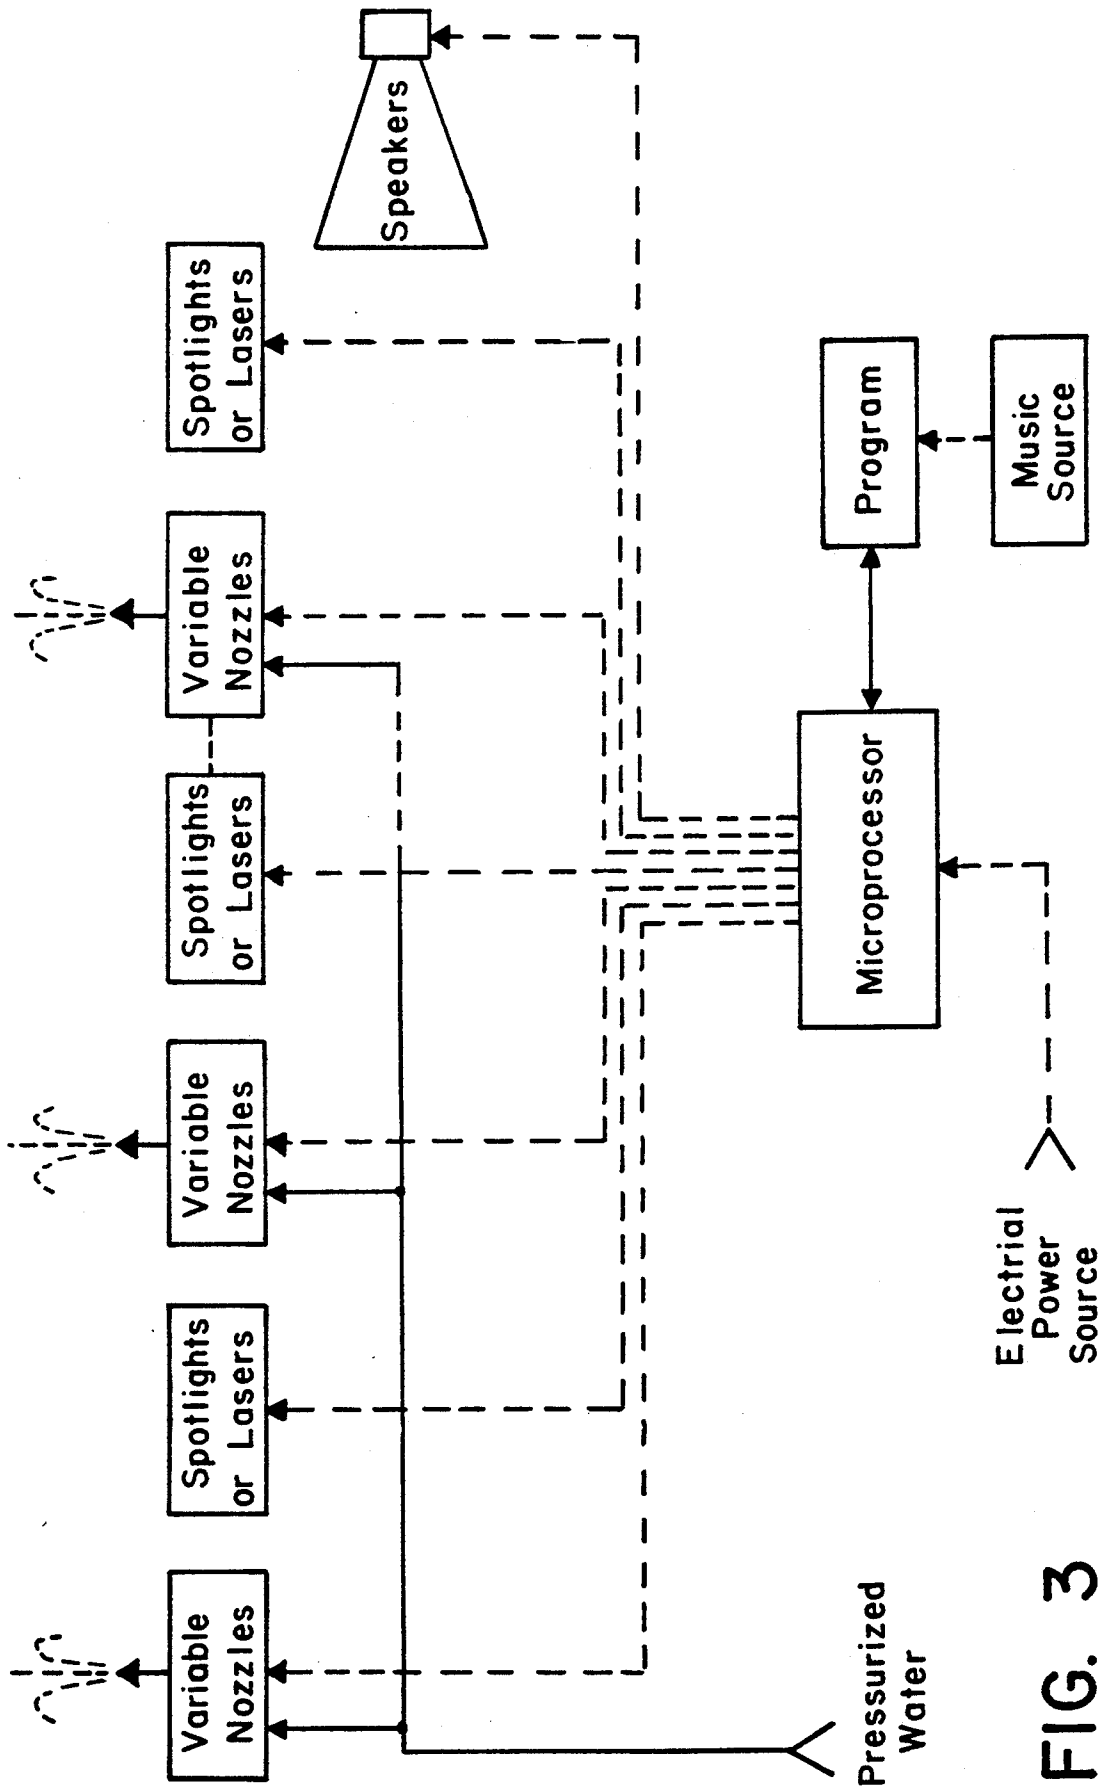 Variable
Nozzles
Spotlights
or Lasers
Variable
Nozzles
Spotlights
or Lasers
Variable
Nozzles
Spotlights
or Lasers
Speakers
Pressurized
Water
Microprocessor
Program
Electrial
Power
Source
Music
Source
FIG. 3